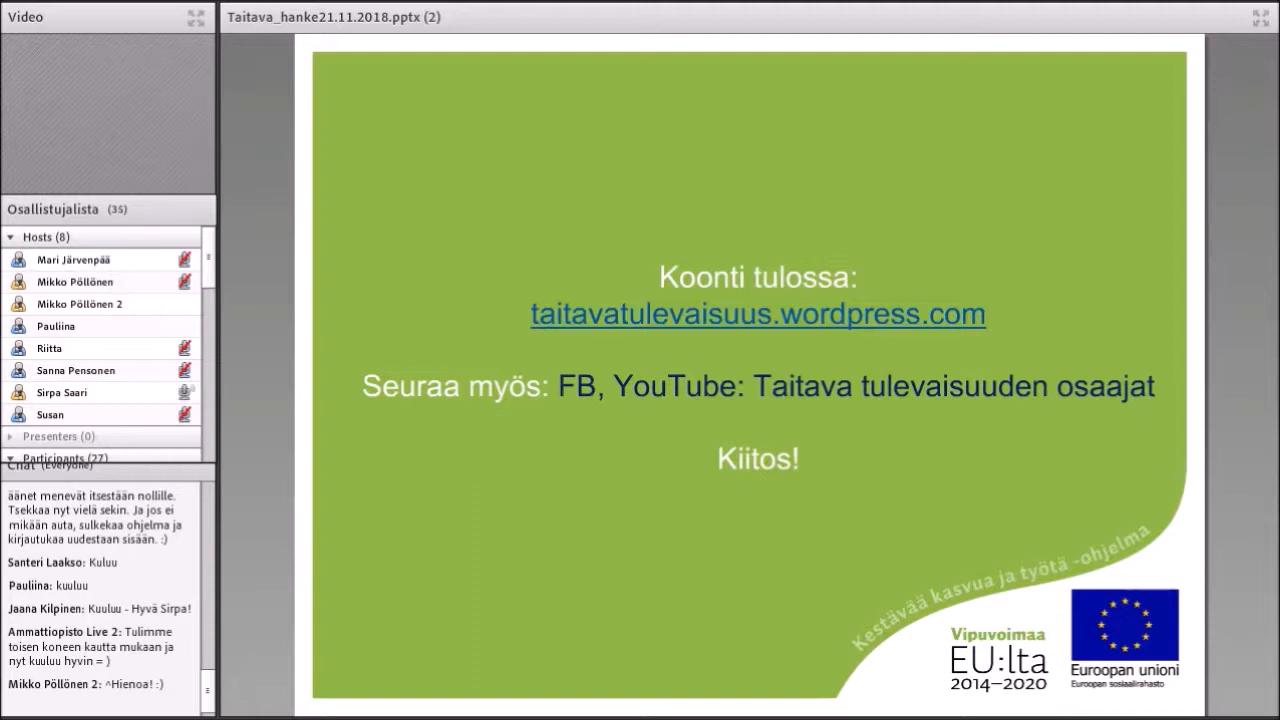 Video
Taitava_hanke21.11.2018.pptx (2)
Osallistujalista (35)
Hosts (8)
Mari Järvenpää
Mikko Pöllönen
Mikko Pöllönen 2
Pauliina
Riitta
Sanna Pensonen
Sirpa Saari
Susan
Presenters (0)
Participants (27)
Chat (Everyone)
äänet menevät itsestään nollille.
Tsekkaa nyt vielä sekin. Ja jos ei
mikään auta, sulkekaa ohjelma ja
kirjautukaa uudestaan sisään. :)
Santeri Laakso: Kuluu
Pauliina: kuuluu
Jaana Kilpinen: Kuuluu - Hyvä Sirpa!
Ammattiopisto Live 2: Tulimme
toisen koneen kautta mukaan ja
nyt kuuluu hyvin = )
Mikko Pöllönen 2: ^Hienoa! :)
Koonti tulossa:
taitavatulevaisuus.wordpress.com
Seuraa myös: FB, YouTube: Taitava tulevaisuuden osaajat
Kiitos!
Kestävää kasvua ja työtä -ohjelma
Vipuvoimaa
EU:lta
2014–2020
Euroopan unioni
Euroopan sosiaalirahasto